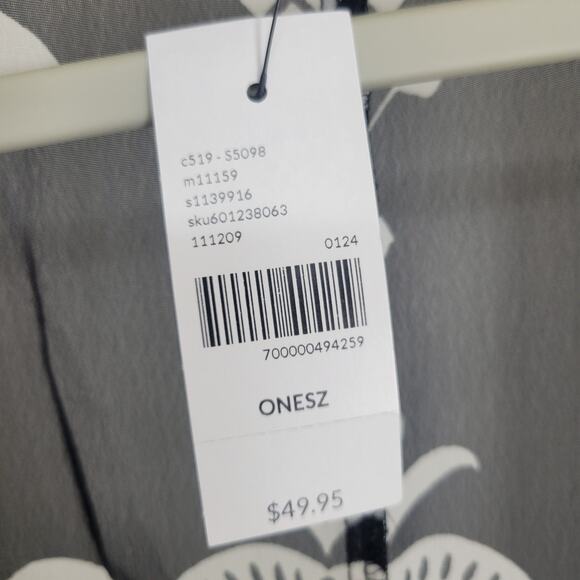 c519 - S5098
m11159
s1139916
sku601238063
111209 0124
700000494259
ONESZ
$49.95